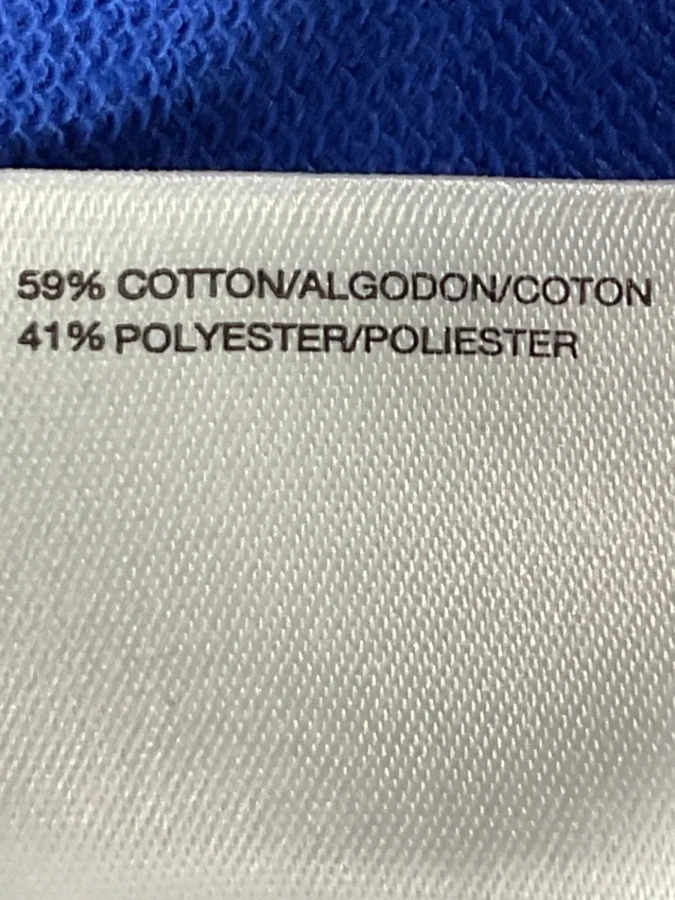 59% COTTON/ALGODON/COTON
41% POLYESTER/POLIESTER